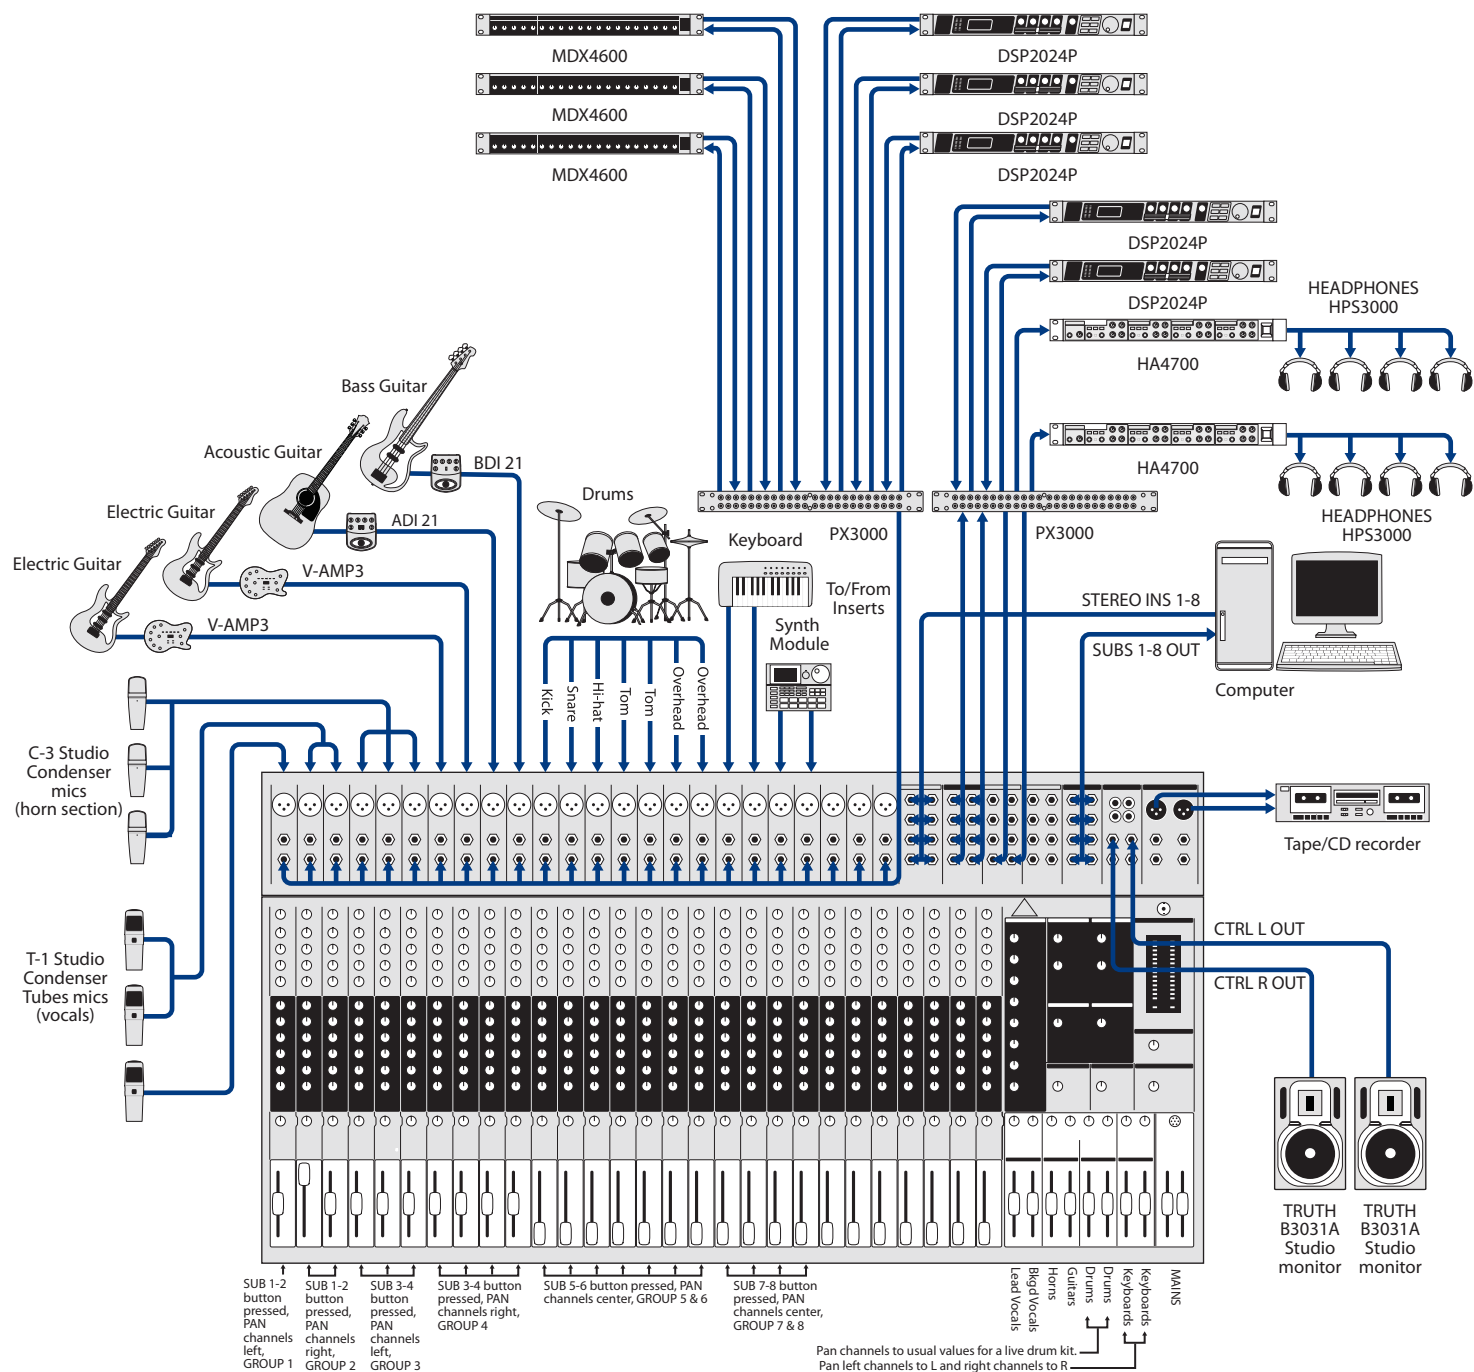 MDX4600
DSP2024P
MDX4600
DSP2024P
MDX4600
DSP2024P
DSP2024P
DSP2024P
HEADPHONES
HPS3000
HA4700
HA4700
HEADPHONES
HPS3000
Bass Guitar
BDI 21
Acoustic Guitar
ADI 21
Electric Guitar
V-AMP3
Electric Guitar
V-AMP3
Drums
Keyboard
PX3000
PX3000
To/From
Inserts
Synth
Module
STEREO INS 1-8
SUBS 1-8 OUT
Computer
Kick
Snare
Hi-hat
Tom
Tom
Overhead
Overhead
C-3 Studio
Condenser
mics
(horn section)
Tape/CD recorder
T-1 Studio
Condenser
Tubes mics
(vocals)
CTRL L OUT
CTRL R OUT
TRUTH
B3031A
Studio
monitor
TRUTH
B3031A
Studio
monitor
SUB 1-2
button
pressed,
PAN
channels
left,
GROUP 1
SUB 1-2
button
pressed,
PAN
channels
right,
GROUP 2
SUB 3-4
button
pressed,
PAN
channels
left,
GROUP 3
SUB 3-4 button
pressed, PAN
channels right,
GROUP 4
SUB 5-6 button pressed, PAN
channels center, GROUP 5 & 6
SUB 7-8 button
pressed, PAN
channels center,
GROUP 7 & 8
Lead Vocals
Bkgd Vocals
Horns
Guitars
Drums
Drums
Keyboards
Keyboards
MAINS
Pan channels to usual values for a live drum kit.
Pan left channels to L and right channels to R